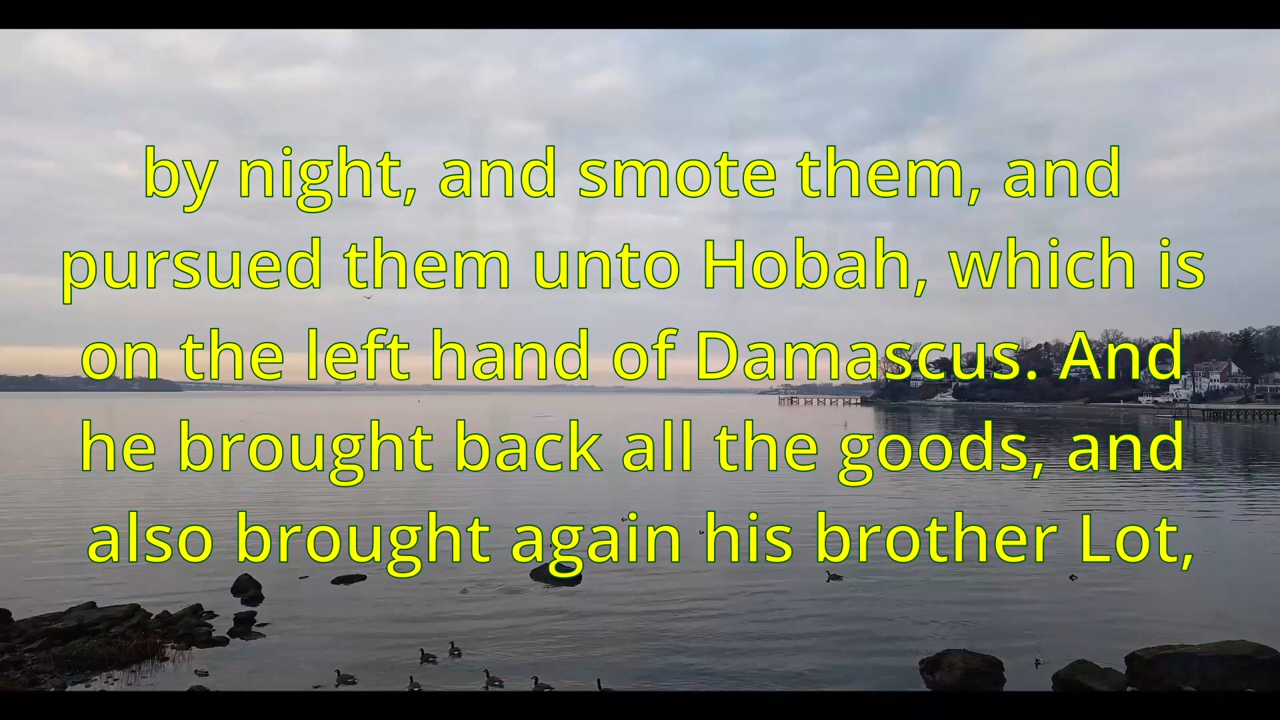 by night, and smote them, and
pursued them unto Hobah, which is
on the left hand of Damascus. And
he brought back all the goods, and
also brought again his brother Lot,